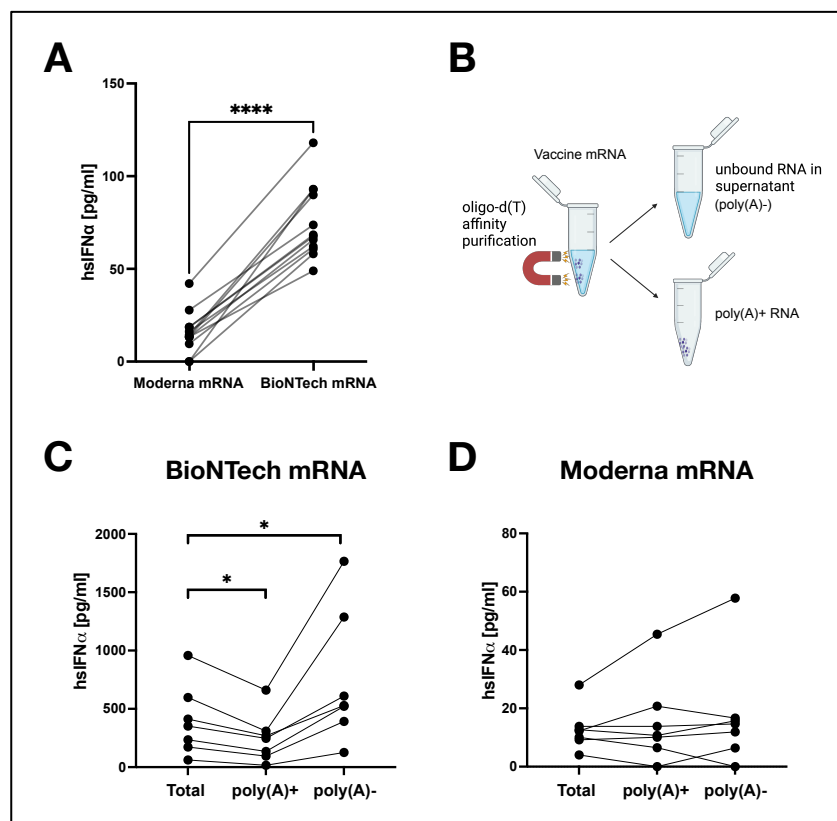 A
hsIFNα [pg/ml]
150
100
50
0
****
Moderna mRNA
BioNTech mRNA
B
Vaccine mRNA
oligo-d(T)
affinity
purification
unbound RNA in
supernatant
(poly(A)-)
poly(A)+ RNA
C
BioNTech mRNA
hsIFNα [pg/ml]
2000
1500
1000
500
0
*
*
Total
poly(A)+
poly(A)-
D
Moderna mRNA
hsIFNα [pg/ml]
80
60
40
20
0
Total
poly(A)+
poly(A)-